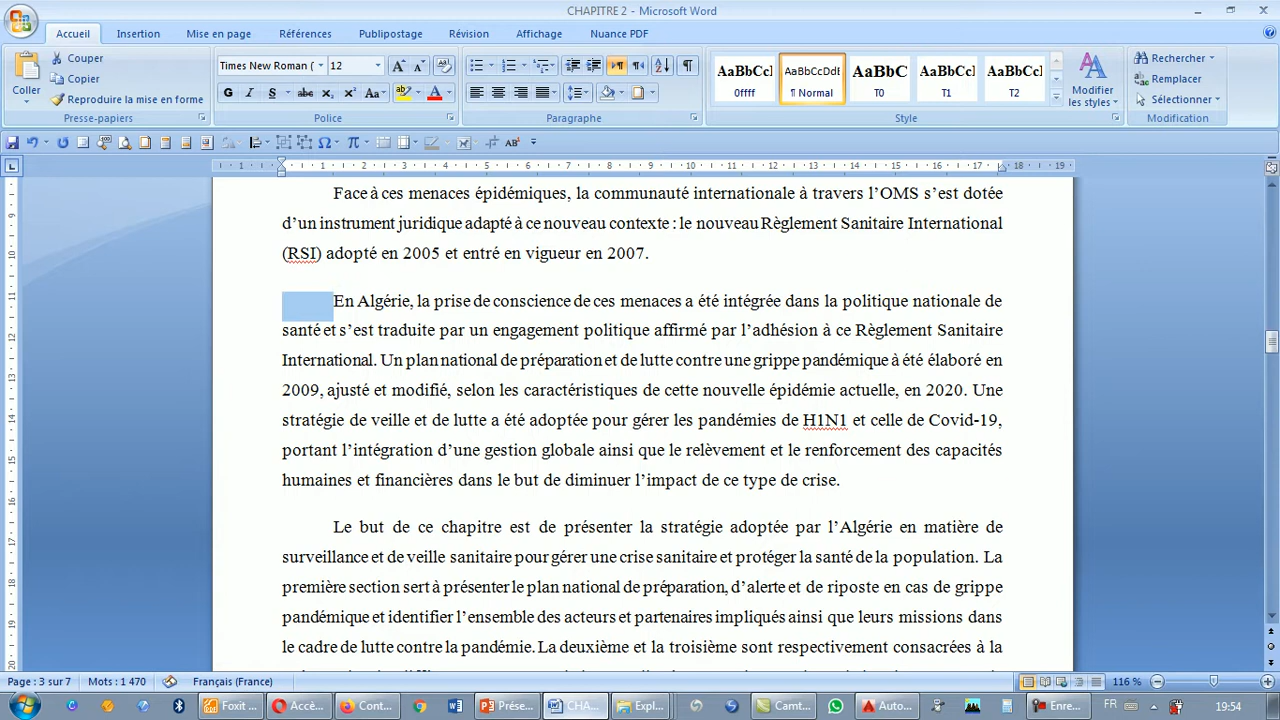 CHAPITRE 2 - Microsoft Word
Accueil Insertion Mise en page Références Publipostage Révision Affichage Nuance PDF
Coller
Couper
Copier
Reproduire la mise en forme
Presse-papiers
Times New Roman ( 12
G I S abc X₂ X² Aa
Police
Paragraphe
AaBbCcI AaBbCcDdE AaBbC AaBbCcI AaBbCcI
0ffff ¶ Normal T0 T1 T2
Modifier
les styles
Style
Rechercher
Remplacer
Sélectionner
Modification
Face à ces menaces épidémiques, la communauté internationale à travers l’OMS s’est dotée
d’un instrument juridique adapté à ce nouveau contexte : le nouveau Règlement Sanitaire International
(RSI) adopté en 2005 et entré en vigueur en 2007.
En Algérie, la prise de conscience de ces menaces a été intégrée dans la politique nationale de
santé et s’est traduite par un engagement politique affirmé par l’adhésion à ce Règlement Sanitaire
International. Un plan national de préparation et de lutte contre une grippe pandémique à été élaboré en
2009, ajusté et modifié, selon les caractéristiques de cette nouvelle épidémie actuelle, en 2020. Une
stratégie de veille et de lutte a été adoptée pour gérer les pandémies de H1N1 et celle de Covid-19,
portant l’intégration d’une gestion globale ainsi que le relèvement et le renforcement des capacités
humaines et financières dans le but de diminuer l’impact de ce type de crise.
Le but de ce chapitre est de présenter la stratégie adoptée par l’Algérie en matière de
surveillance et de veille sanitaire pour gérer une crise sanitaire et protéger la santé de la population. La
première section sert à présenter le plan national de préparation, d’alerte et de riposte en cas de grippe
pandémique et identifier l’ensemble des acteurs et partenaires impliqués ainsi que leurs missions dans
le cadre de lutte contre la pandémie. La deuxième et la troisième sont respectivement consacrées à la
Page : 3 sur 7 Mots : 1 470 Français (France) 116 %
Foxit ... Accè... Cont... Prése... CHA... Expl... Camt... Auto... Enre... FR 19:54